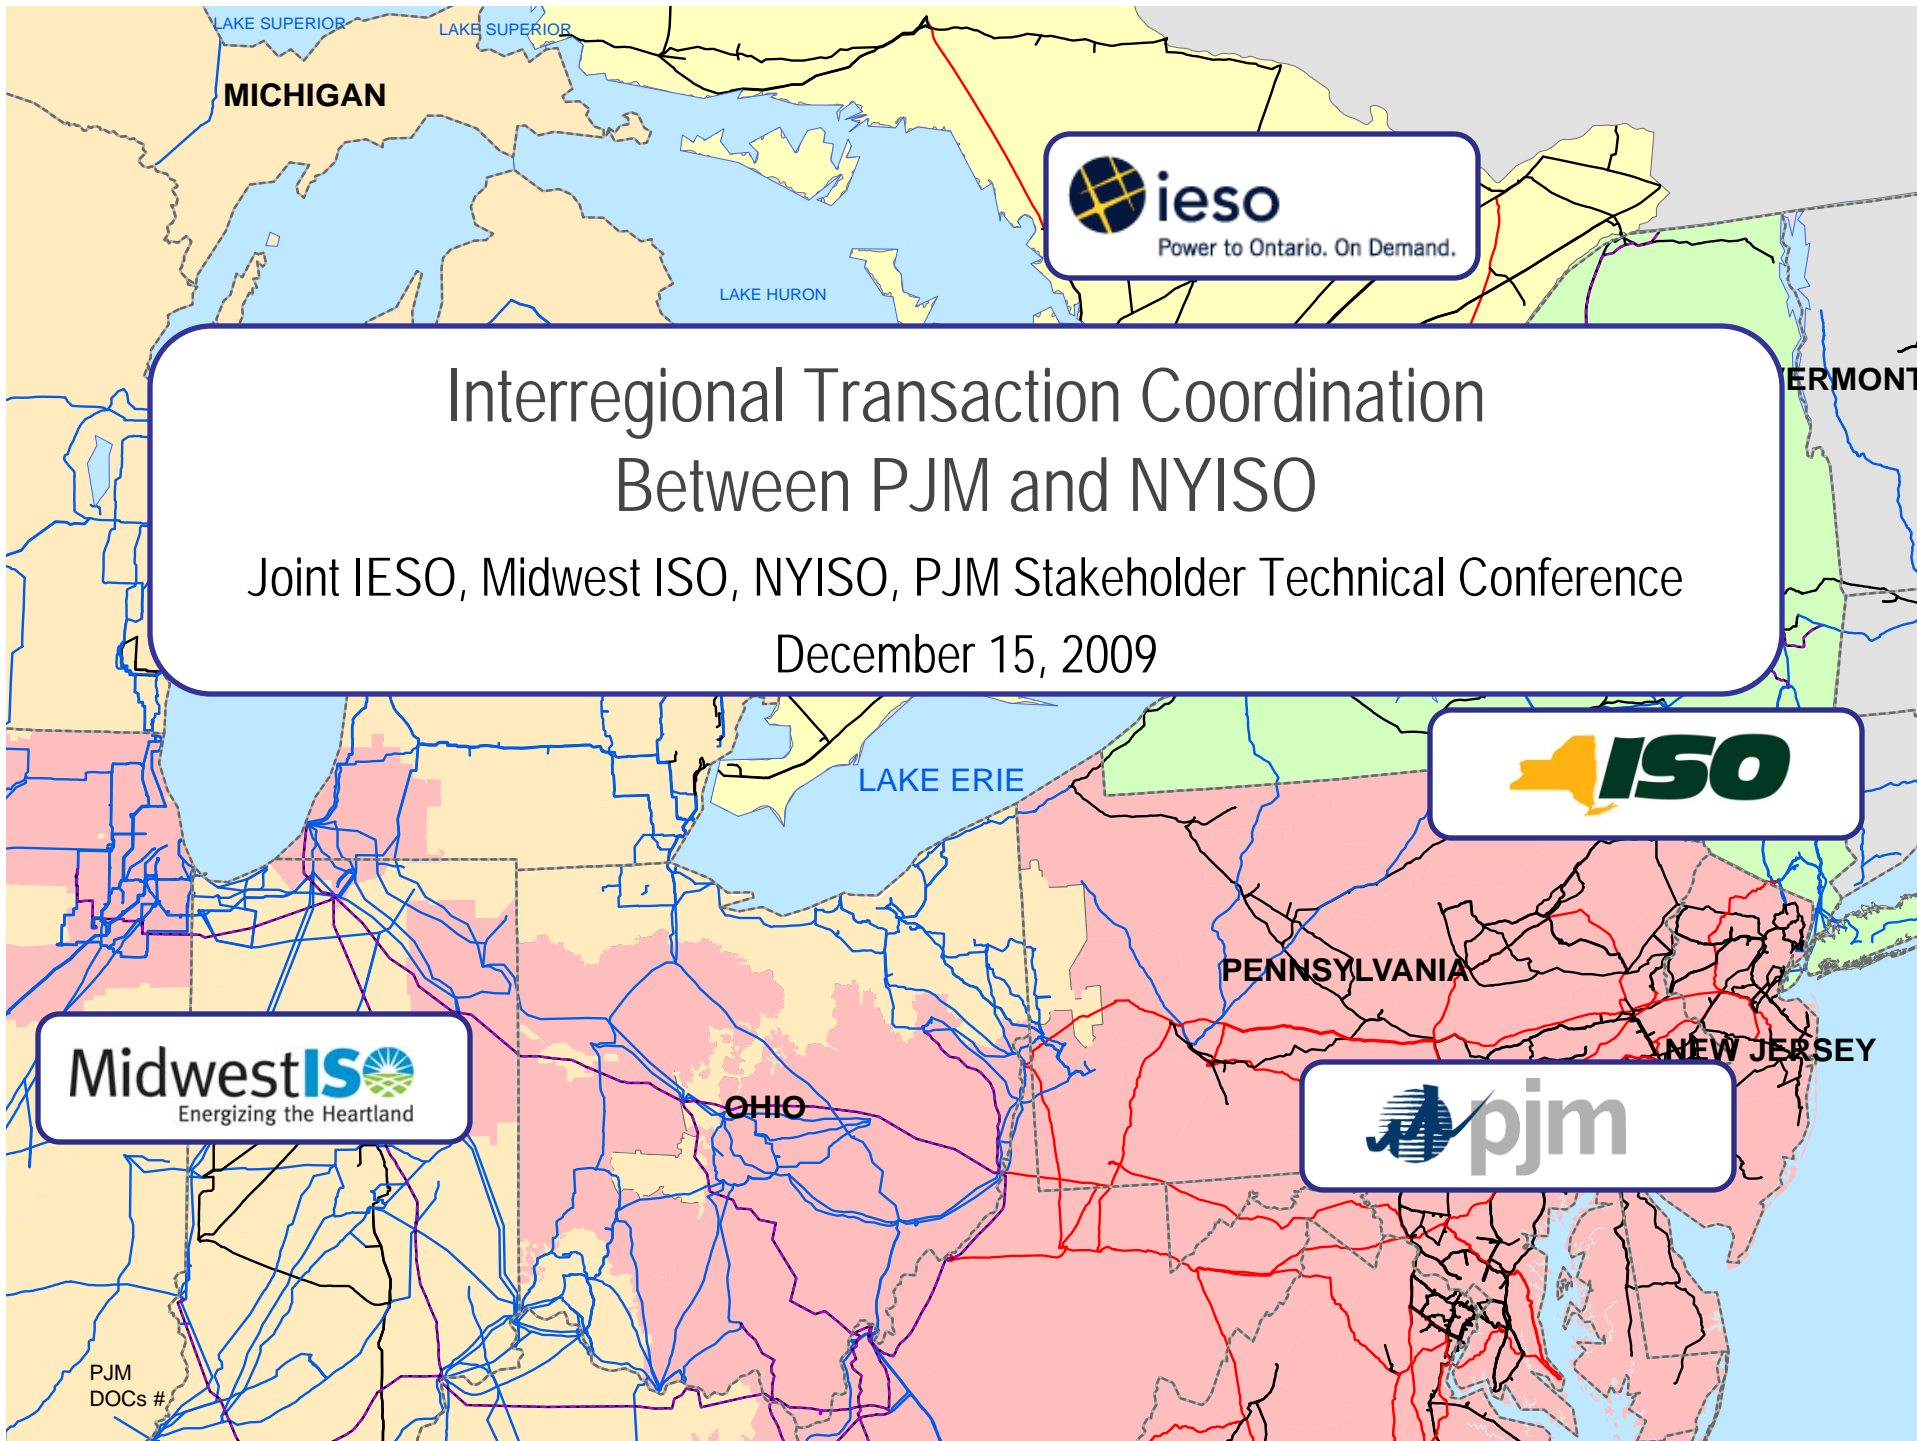 LAKE SUPERIOR
LAKE SUPERIOR
MICHIGAN
ieso
Power to Ontario. On Demand.
LAKE HURON
Interregional Transaction Coordination
Between PJM and NYISO
Joint IESO, Midwest ISO, NYISO, PJM Stakeholder Technical Conference
December 15, 2009
ERMONT
ISO
LAKE ERIE
PENNSYLVANIA
NEW JERSEY
MidwestISO
Energizing the Heartland
OHIO
pjm
PJM
DOCs #